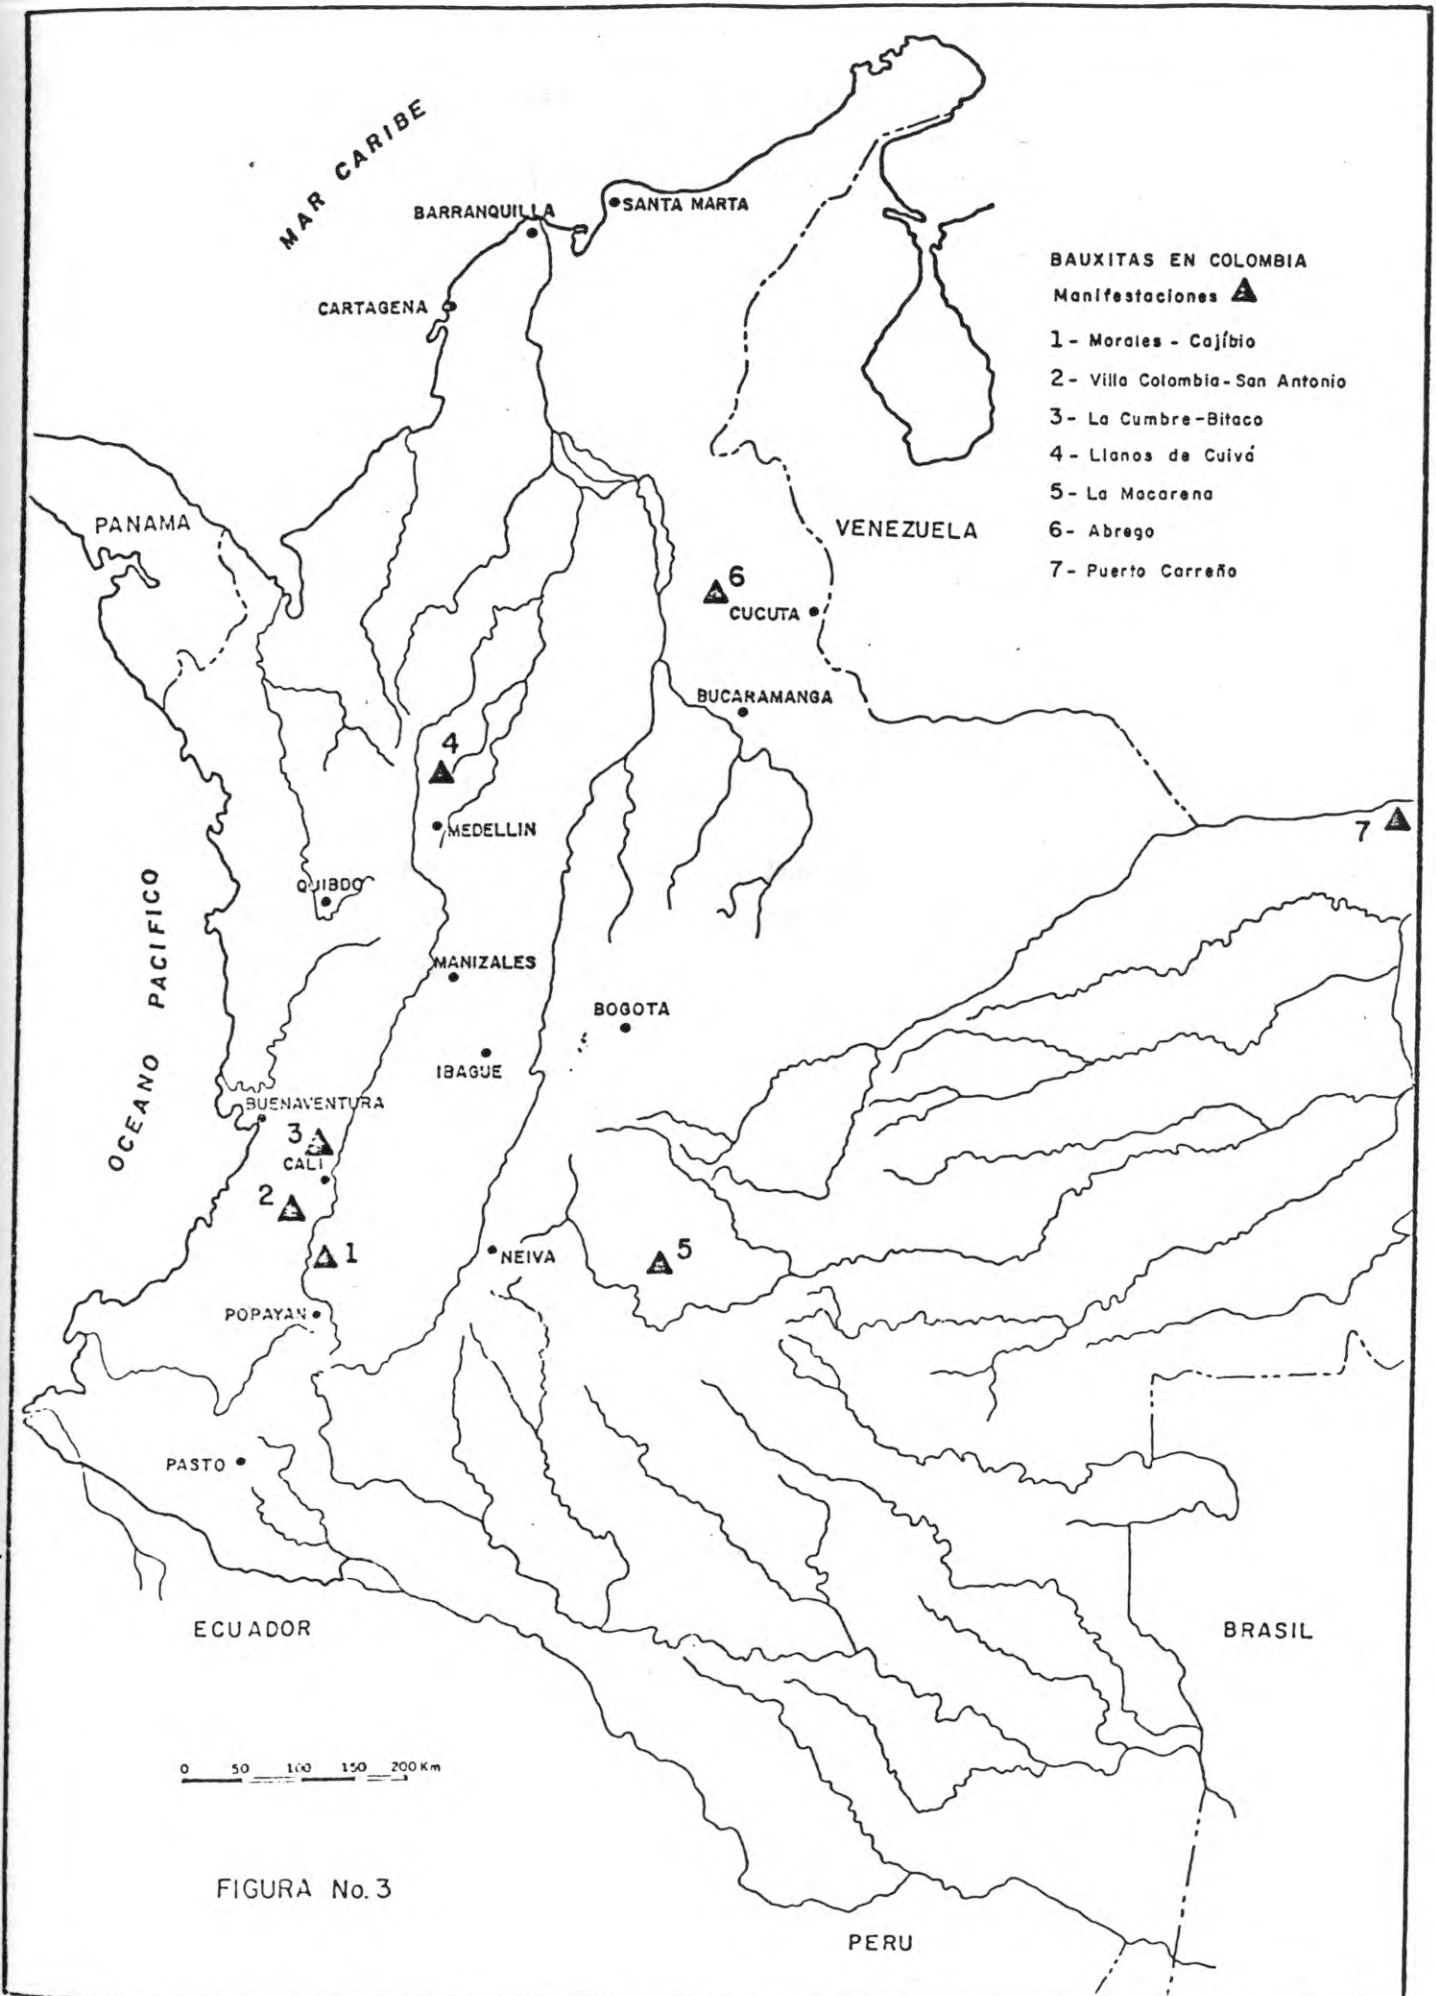 MAR CARIBE
BARRANQUILLA
SANTA MARTA
CARTAGENA
BAUXITAS EN COLOMBIA
Manifestaciones
1- Morales - Cajíbio
2- Villa Colombia-San Antonio
3- La Cumbre-Bitaco
4- Llanos de Cuivá
5- La Macarena
6- Abrego
7- Puerto Carreño
PANAMA
VENEZUELA
6
CUCUTA
BUCARAMANGA
4
7
MEDELLIN
QUIBDO
OCEANO PACIFICO
MANIZALES
BOGOTA
IBAGUE
BUENAVENTURA
3
CALI
2
1
NEIVA
5
POPAYAN
PASTO
ECUADOR
BRASIL
0 50 100 150 200 Km
FIGURA No. 3
PERU